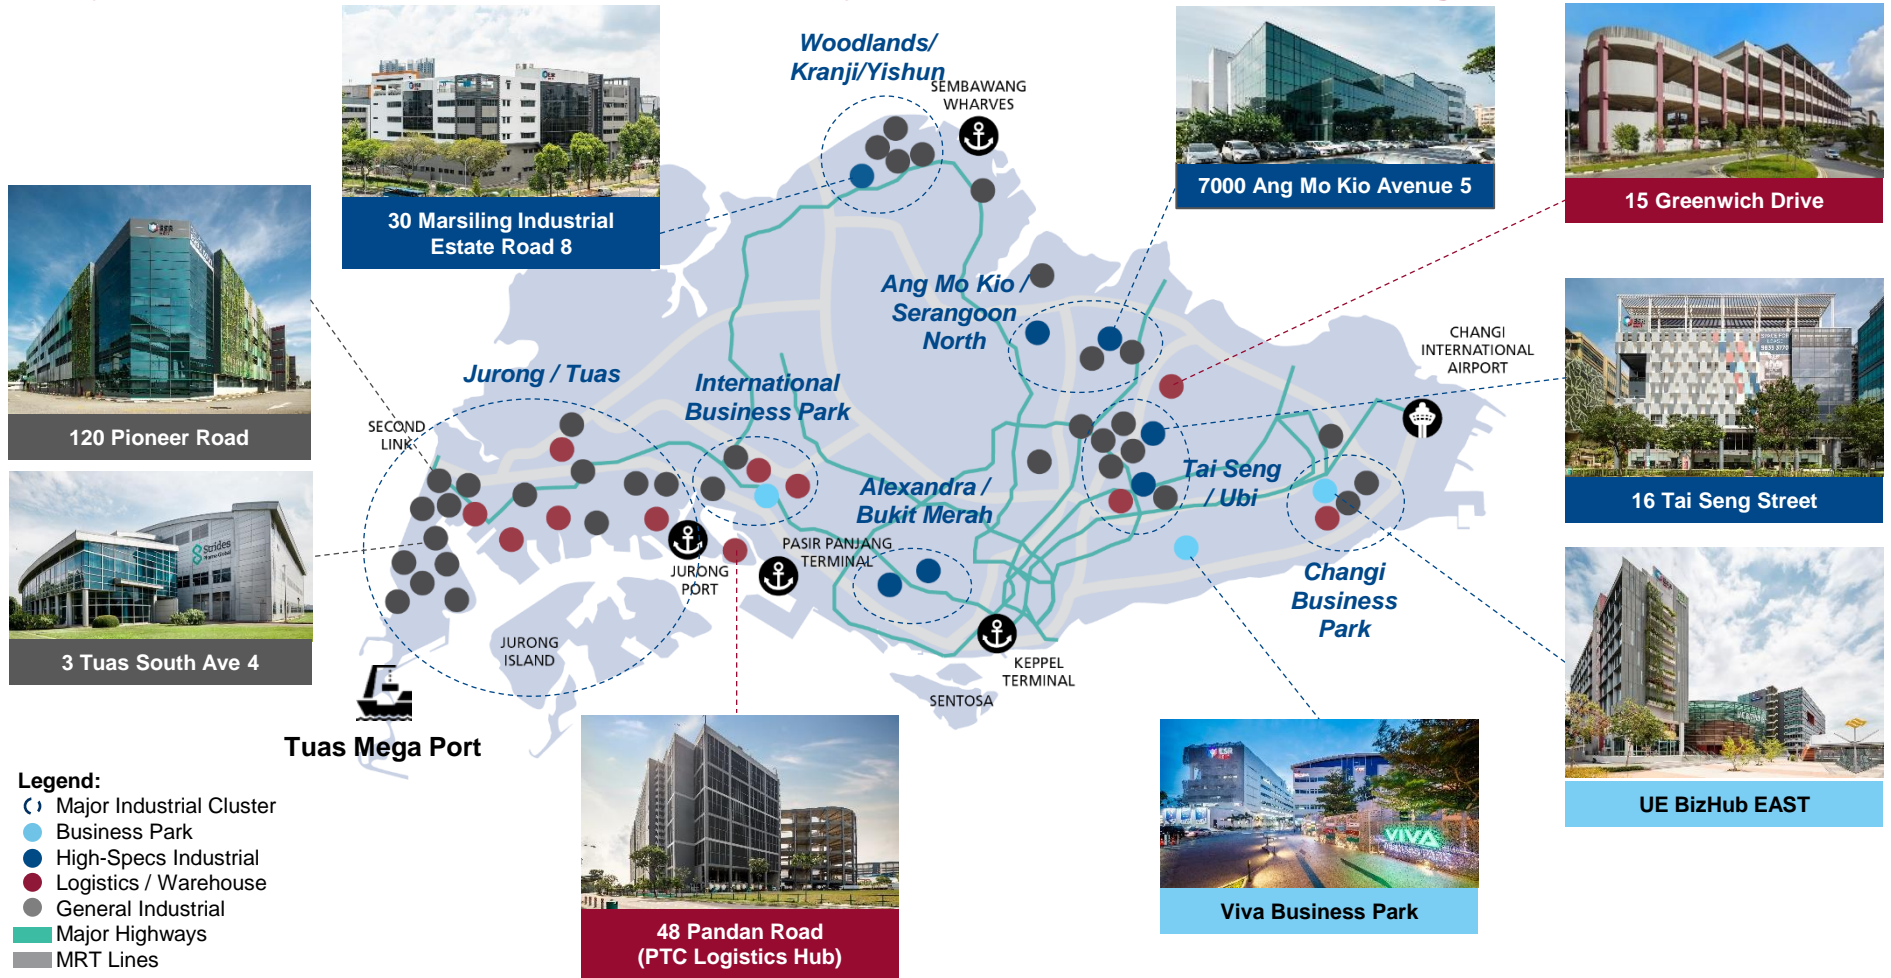 Woodlands/
Kranji/Yishun
SEMBAWANG
WHARVES
30 Marsiling Industrial
Estate Road 8
7000 Ang Mo Kio Avenue 5
15 Greenwich Drive
120 Pioneer Road
Ang Mo Kio /
Serangoon
North
CHANGI
INTERNATIONAL
AIRPORT
Jurong / Tuas
International
Business Park
SECOND
LINK
Tai Seng
/ Ubi
Alexandra /
Bukit Merah
16 Tai Seng Street
Strides
Pharma Global
3 Tuas South Ave 4
PASIR PANJANG
TERMINAL
JURONG
PORT
Changi
Business
Park
JURONG
ISLAND
KEPPEL
TERMINAL
SENTOSA
Tuas Mega Port
UE BizHub EAST
ESR
VIVA
Viva Business Park
48 Pandan Road
(PTC Logistics Hub)
Legend:
Major Industrial Cluster
Business Park
High-Specs Industrial
Logistics / Warehouse
General Industrial
Major Highways
MRT Lines